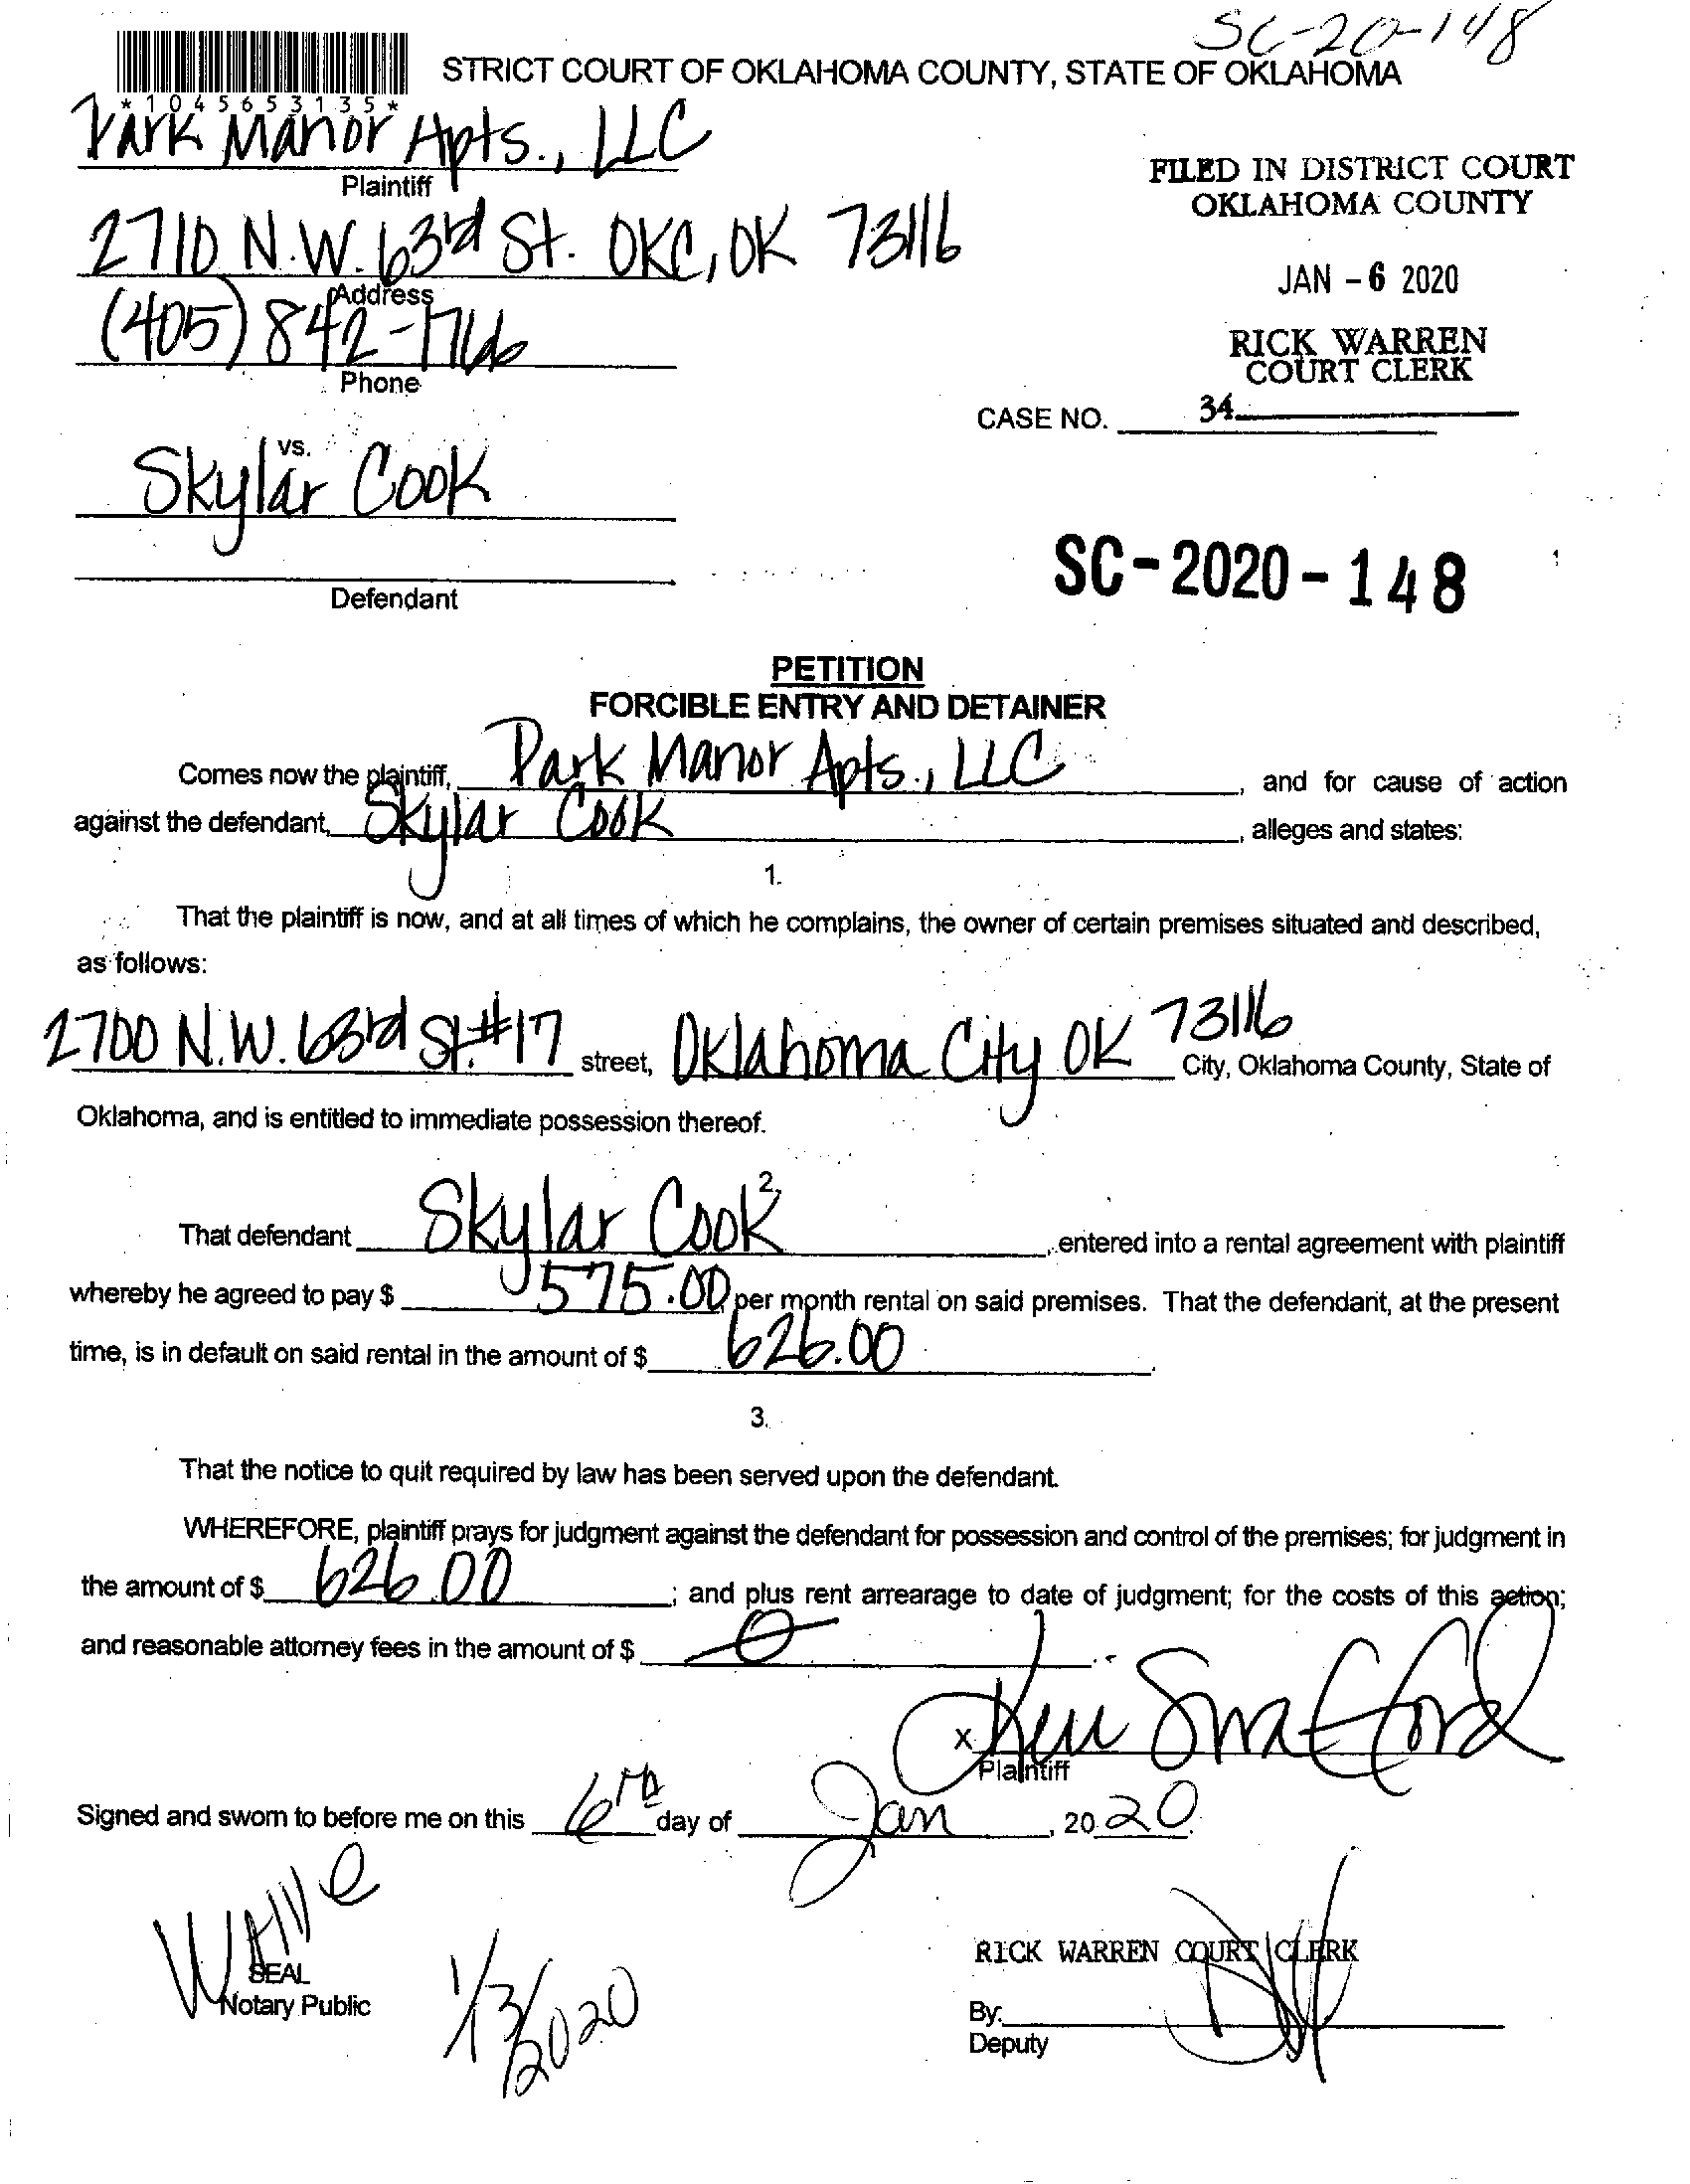 SC-20-148
STRICT COURT OF OKLAHOMA COUNTY, STATE OF OKLAHOMA
*1045653135*
Park Manor Apts., LLC
Plaintiff
FILED IN DISTRICT COURT
OKLAHOMA COUNTY
2710 N.W. 63rd St. OKC, OK 73116
Address
JAN -6 2020
(405) 842-1766
Phone
RICK WARREN
COURT CLERK
CASE NO. 34
vs.
Skylar Cook
Defendant
SC-2020-148
PETITION
FORCIBLE ENTRY AND DETAINER
Comes now the plaintiff, Park Manor Apts., LLC, and for cause of action
against the defendant, Skylar Cook, alleges and states:
1.
That the plaintiff is now, and at all times of which he complains, the owner of certain premises situated and described,
as follows:
2700 N.W. 63rd St. #17 street, Oklahoma City OK 73116 City, Oklahoma County, State of
Oklahoma, and is entitled to immediate possession thereof.
2.
That defendant Skylar Cook, entered into a rental agreement with plaintiff
whereby he agreed to pay $ 575.00, per month rental on said premises. That the defendant, at the present
time, is in default on said rental in the amount of $ 626.00.
3.
That the notice to quit required by law has been served upon the defendant.
WHEREFORE, plaintiff prays for judgment against the defendant for possession and control of the premises; for judgment in
the amount of $ 626.00; and plus rent arrearage to date of judgment; for the costs of this action;
and reasonable attorney fees in the amount of $ 0.
x
Plaintiff
Signed and sworn to before me on this 6th day of Jan, 2020.
Waive
SEAL
Notary Public
1/13/2020
RICK WARREN COURT CLERK
By:
Deputy